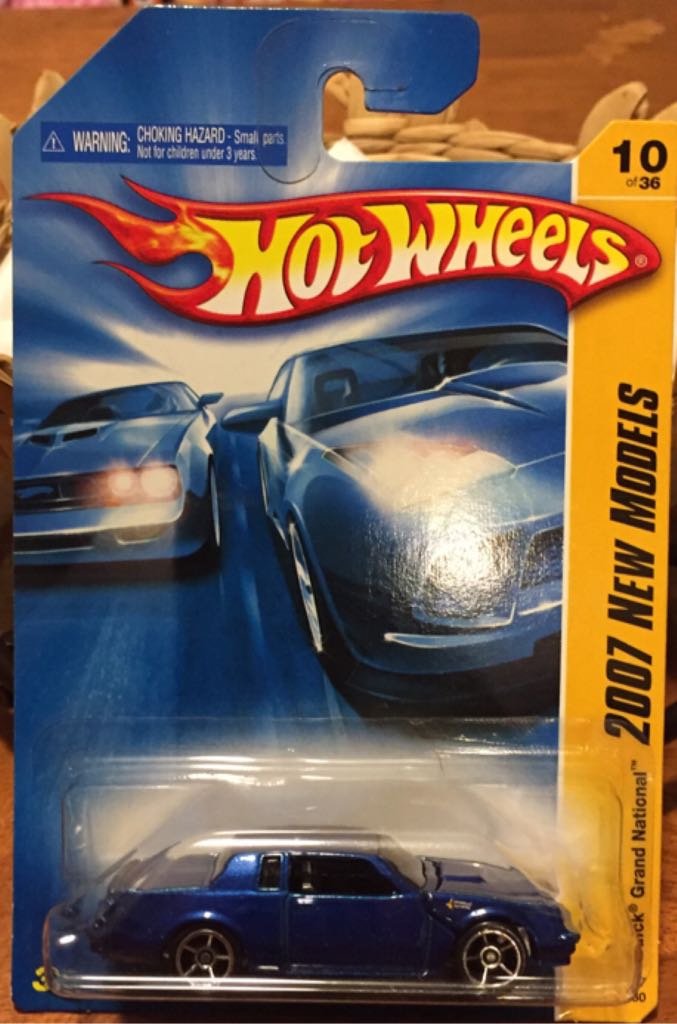 WARNING: CHOKING HAZARD - Small parts.
Not for children under 3 years.
10
of 36
HOT WHEELS®
2007 NEW MODELS
Grand National™